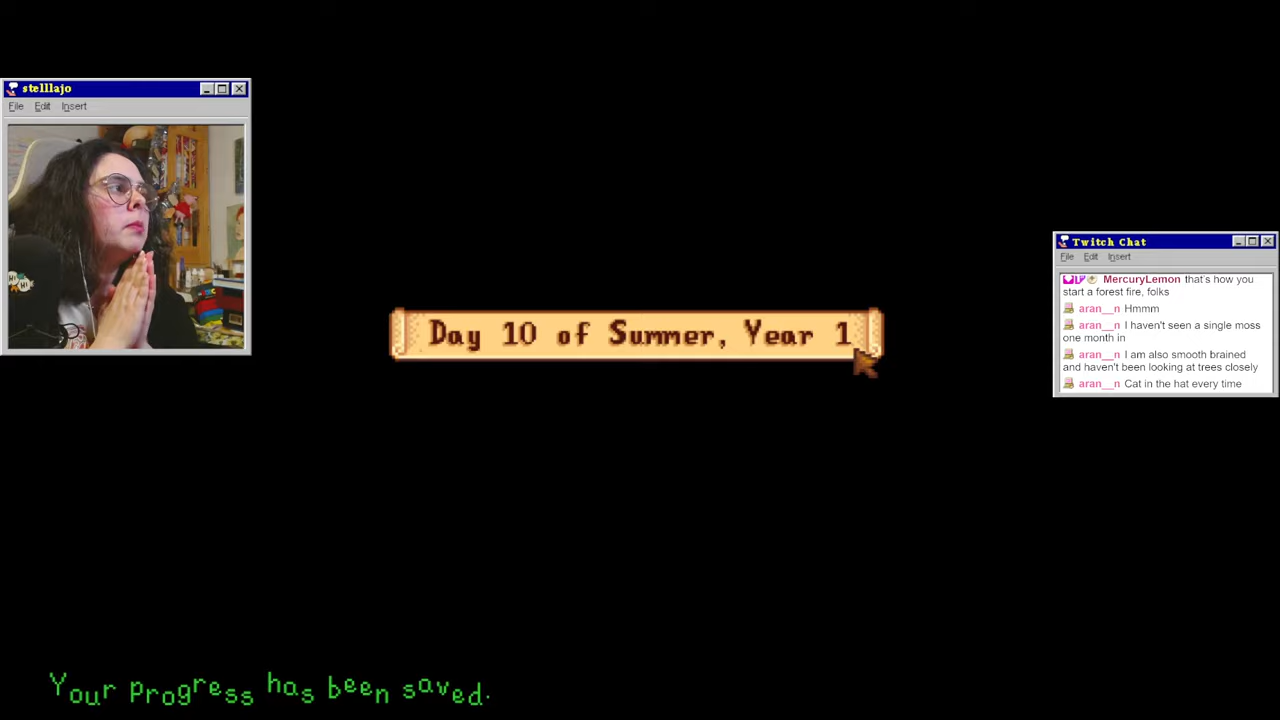 stelllajo
File Edit Insert
Twitch Chat
File Edit Insert
MercuryLemon that's how you
start a forest fire, folks
aran__n Hmmm
aran__n I haven't seen a single moss
one month in
aran__n I am also smooth brained
and haven't been looking at trees closely
aran__n Cat in the hat every time
Day 10 of Summer, Year 1
Your progress has been saved.